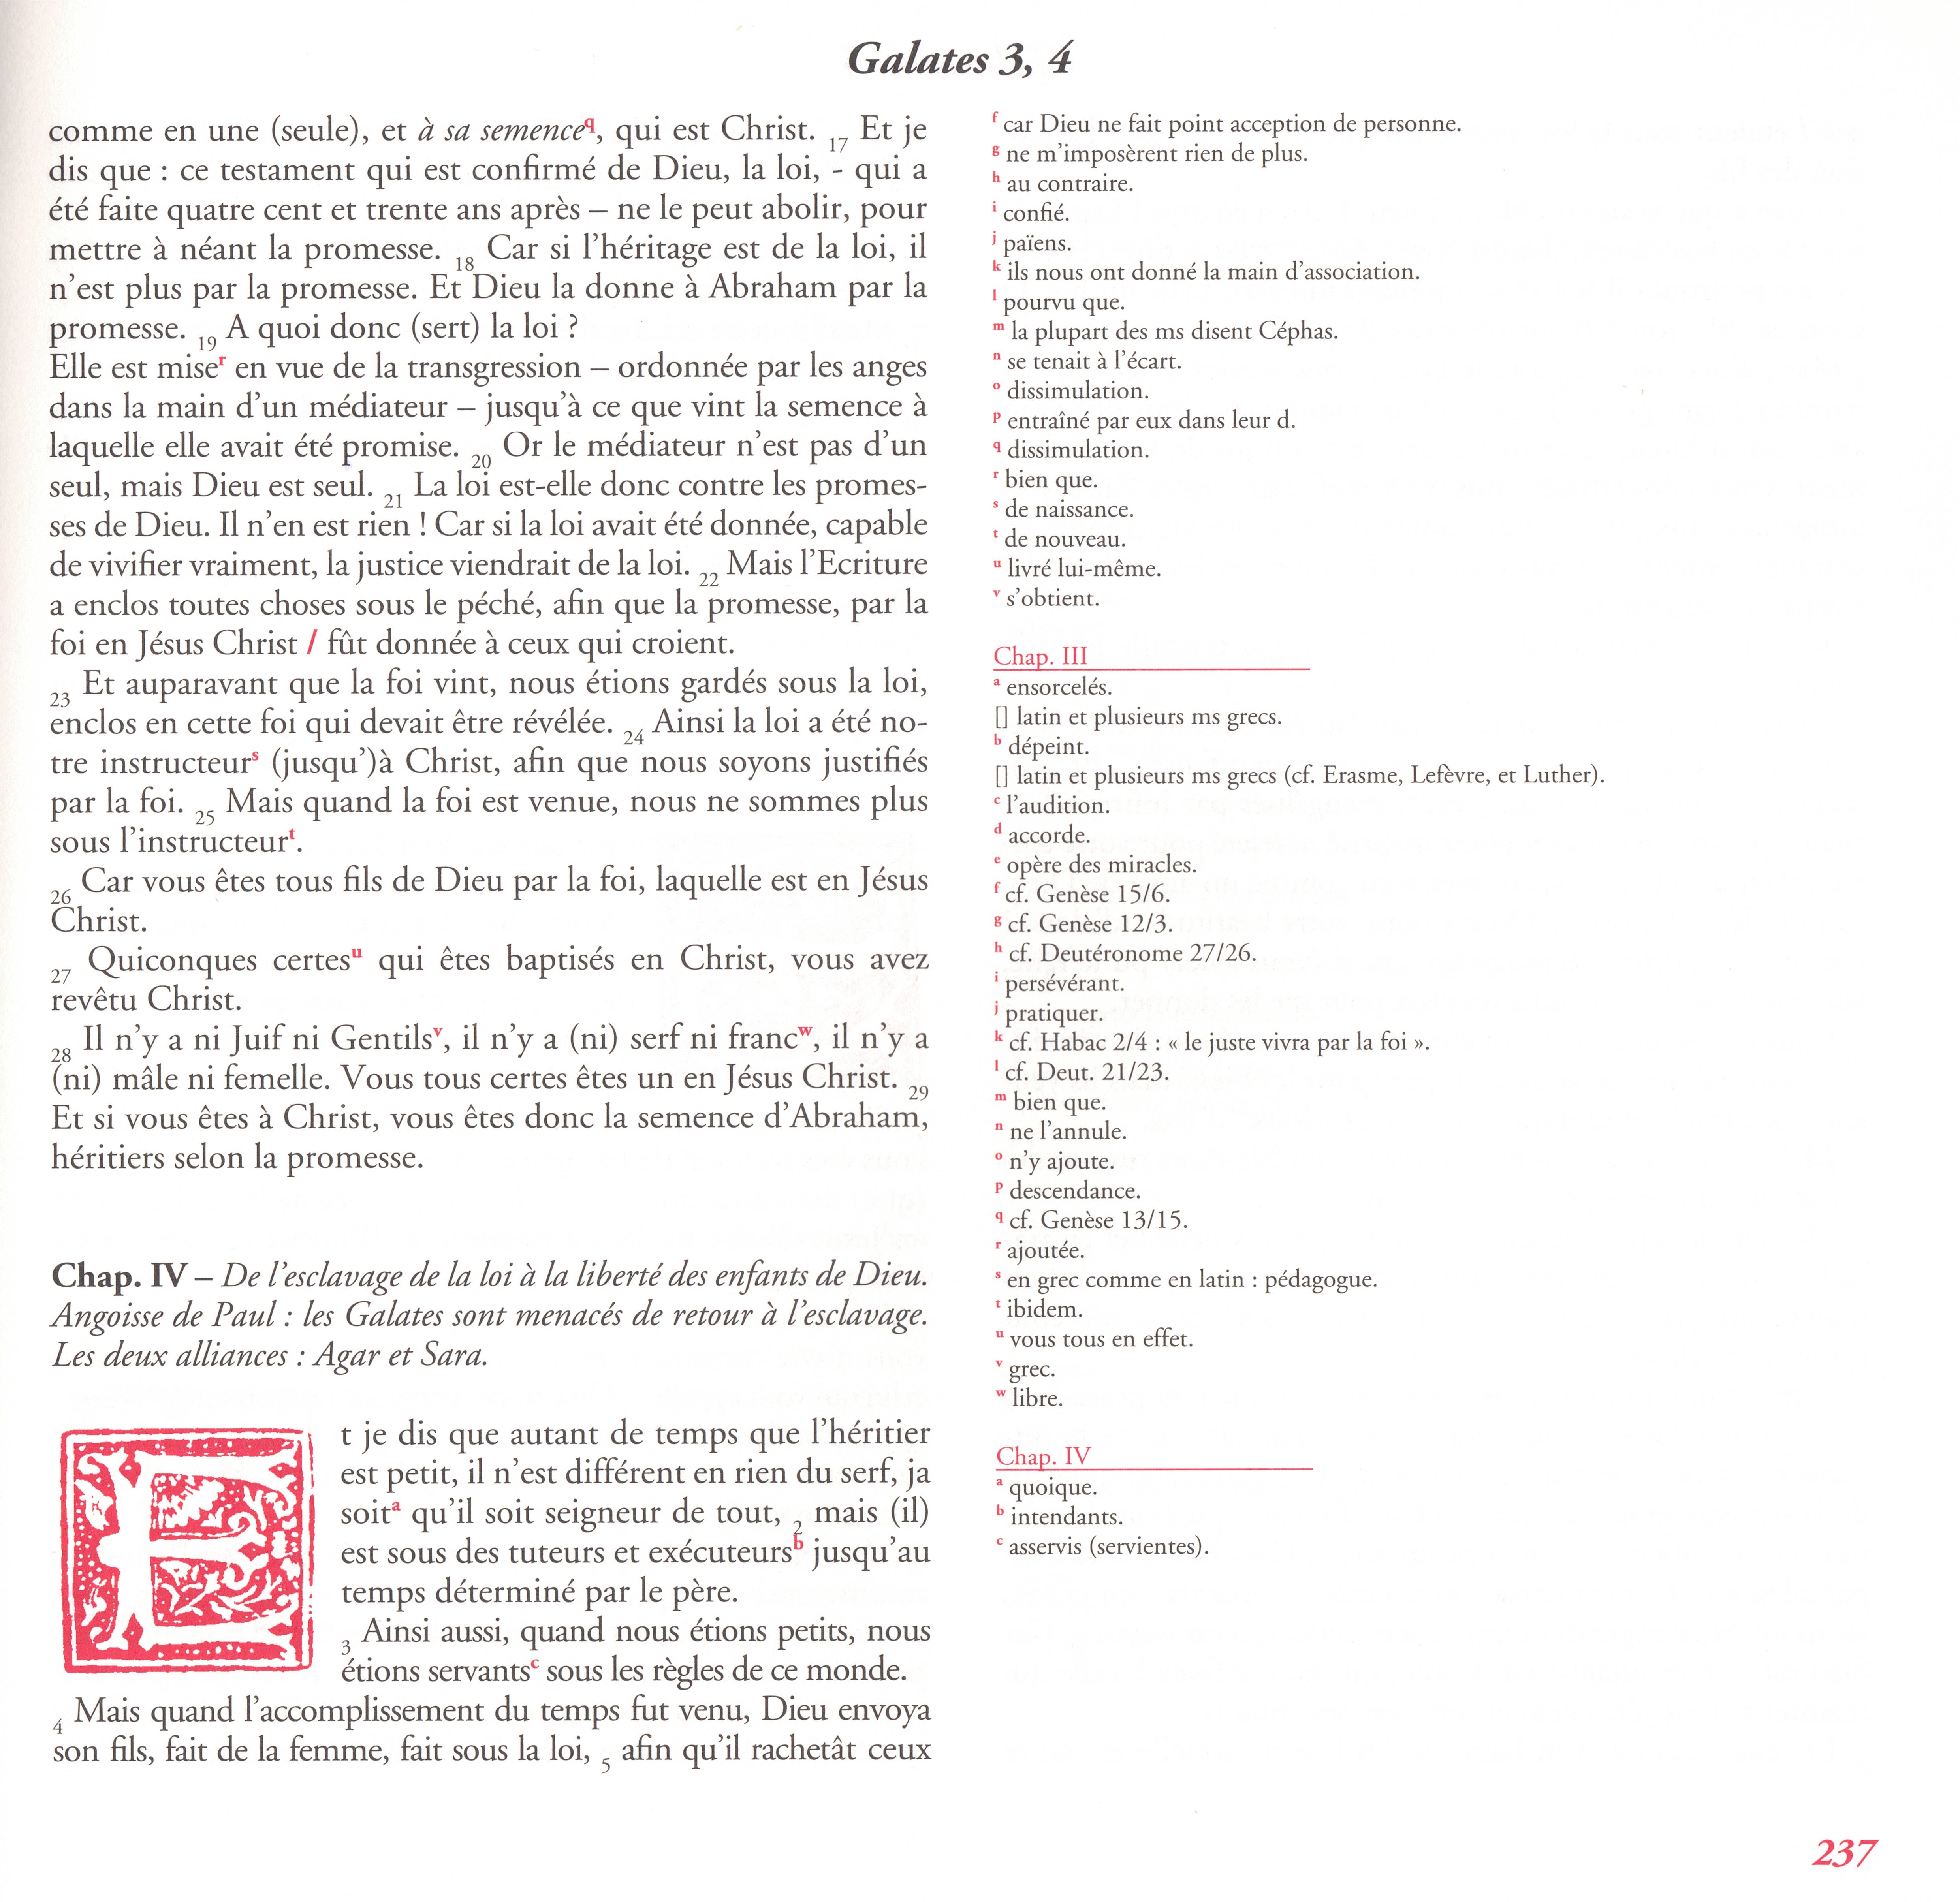 Galates 3, 4
comme en une (seule), et à sa semence q, qui est Christ. 17 Et je
dis que : ce testament qui est confirmé de Dieu, la loi, - qui a
été faite quatre cent et trente ans après – ne le peut abolir, pour
mettre à néant la promesse. 18 Car si l'héritage est de la loi, il
n'est plus par la promesse. Et Dieu la donne à Abraham par la
promesse. 19 A quoi donc (sert) la loi ?
Elle est mise r en vue de la transgression – ordonnée par les anges
dans la main d'un médiateur – jusqu'à ce que vint la semence à
laquelle elle avait été promise. 20 Or le médiateur n'est pas d'un
seul, mais Dieu est seul. 21 La loi est-elle donc contre les promes-
ses de Dieu. Il n'en est rien ! Car si la loi avait été donnée, capable
de vivifier vraiment, la justice viendrait de la loi. 22 Mais l'Ecriture
a enclos toutes choses sous le péché, afin que la promesse, par la
foi en Jésus Christ / fût donnée à ceux qui croient.
23 Et auparavant que la foi vint, nous étions gardés sous la loi,
enclos en cette foi qui devait être révélée. 24 Ainsi la loi a été no-
tre instructeur s (jusqu')à Christ, afin que nous soyons justifiés
par la foi. 25 Mais quand la foi est venue, nous ne sommes plus
sous l'instructeur t.
26 Car vous êtes tous fils de Dieu par la foi, laquelle est en Jésus
Christ.
27 Quiconques certes u qui êtes baptisés en Christ, vous avez
revêtu Christ.
28 Il n'y a ni Juif ni Gentils v, il n'y a (ni) serf ni franc w, il n'y a
(ni) mâle ni femelle. Vous tous certes êtes un en Jésus Christ. 29
Et si vous êtes à Christ, vous êtes donc la semence d'Abraham,
héritiers selon la promesse.
Chap. IV – De l'esclavage de la loi à la liberté des enfants de Dieu.
Angoisse de Paul : les Galates sont menacés de retour à l'esclavage.
Les deux alliances : Agar et Sara.
Et je dis que autant de temps que l'héritier
est petit, il n'est différent en rien du serf, ja
soit a qu'il soit seigneur de tout, 2 mais (il)
est sous des tuteurs et exécuteurs b jusqu'au
temps déterminé par le père.
3 Ainsi aussi, quand nous étions petits, nous
étions servants c sous les règles de ce monde.
4 Mais quand l'accomplissement du temps fut venu, Dieu envoya
son fils, fait de la femme, fait sous la loi, 5 afin qu'il rachetât ceux
f car Dieu ne fait point acception de personne.
g ne m'imposèrent rien de plus.
h au contraire.
i confié.
j païens.
k ils nous ont donné la main d'association.
l pourvu que.
m la plupart des ms disent Céphas.
n se tenait à l'écart.
o dissimulation.
p entraîné par eux dans leur d.
q dissimulation.
r bien que.
s de naissance.
t de nouveau.
u livré lui-même.
v s'obtient.
Chap. III
a ensorcelés.
[] latin et plusieurs ms grecs.
b dépeint.
[] latin et plusieurs ms grecs (cf. Erasme, Lefèvre, et Luther).
c l'audition.
d accorde.
e opère des miracles.
f cf. Genèse 15/6.
g cf. Genèse 12/3.
h cf. Deutéronome 27/26.
i persévérant.
j pratiquer.
k cf. Habac 2/4 : « le juste vivra par la foi ».
l cf. Deut. 21/23.
m bien que.
n ne l'annule.
o n'y ajoute.
p descendance.
q cf. Genèse 13/15.
r ajoutée.
s en grec comme en latin : pédagogue.
t ibidem.
u vous tous en effet.
v grec.
w libre.
Chap. IV
a quoique.
b intendants.
c asservis (servientes).
237